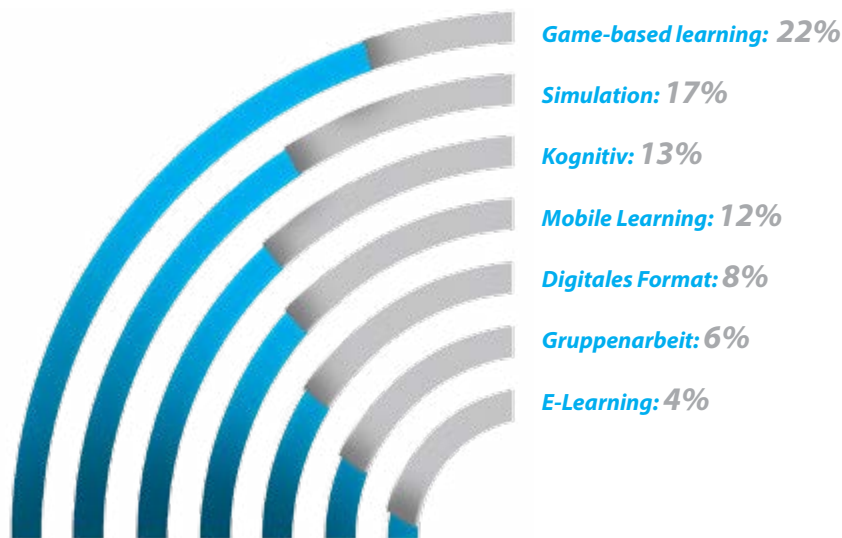 Game-based learning: 22%
Simulation: 17%
Kognitiv: 13%
Mobile Learning: 12%
Digitales Format: 8%
Gruppenarbeit: 6%
E-Learning: 4%